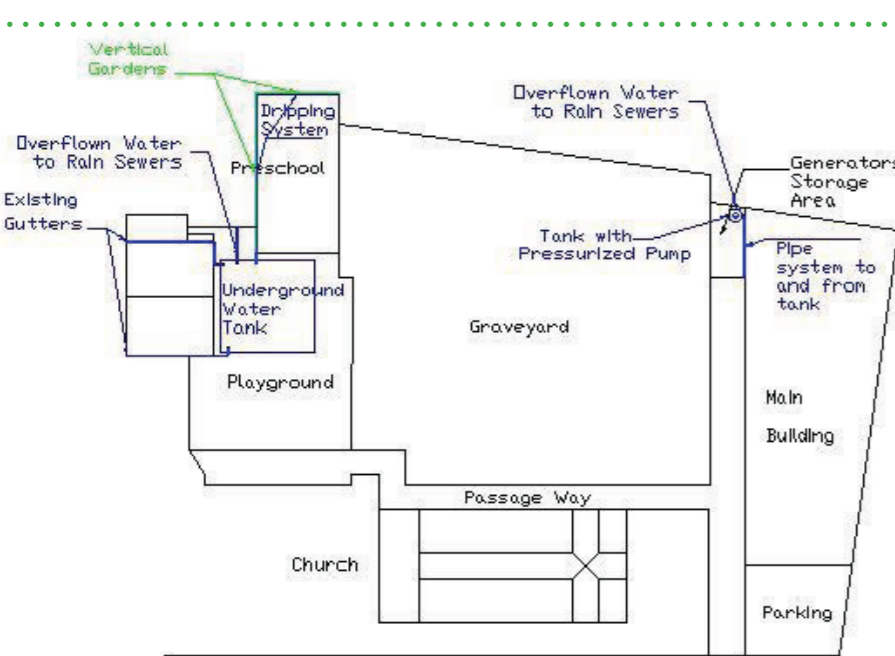 Vertical
Gardens
Dripping
System
Preschool
Overflown Water
to Rain Sewers
Existing
Gutters
Underground
Water
Tank
Playground
Overflown Water
to Rain Sewers
Generators
Storage
Area
Tank with
Pressurized Pump
Pipe
system to
and from
tank
Graveyard
Main
Building
Passage Way
Church
Parking